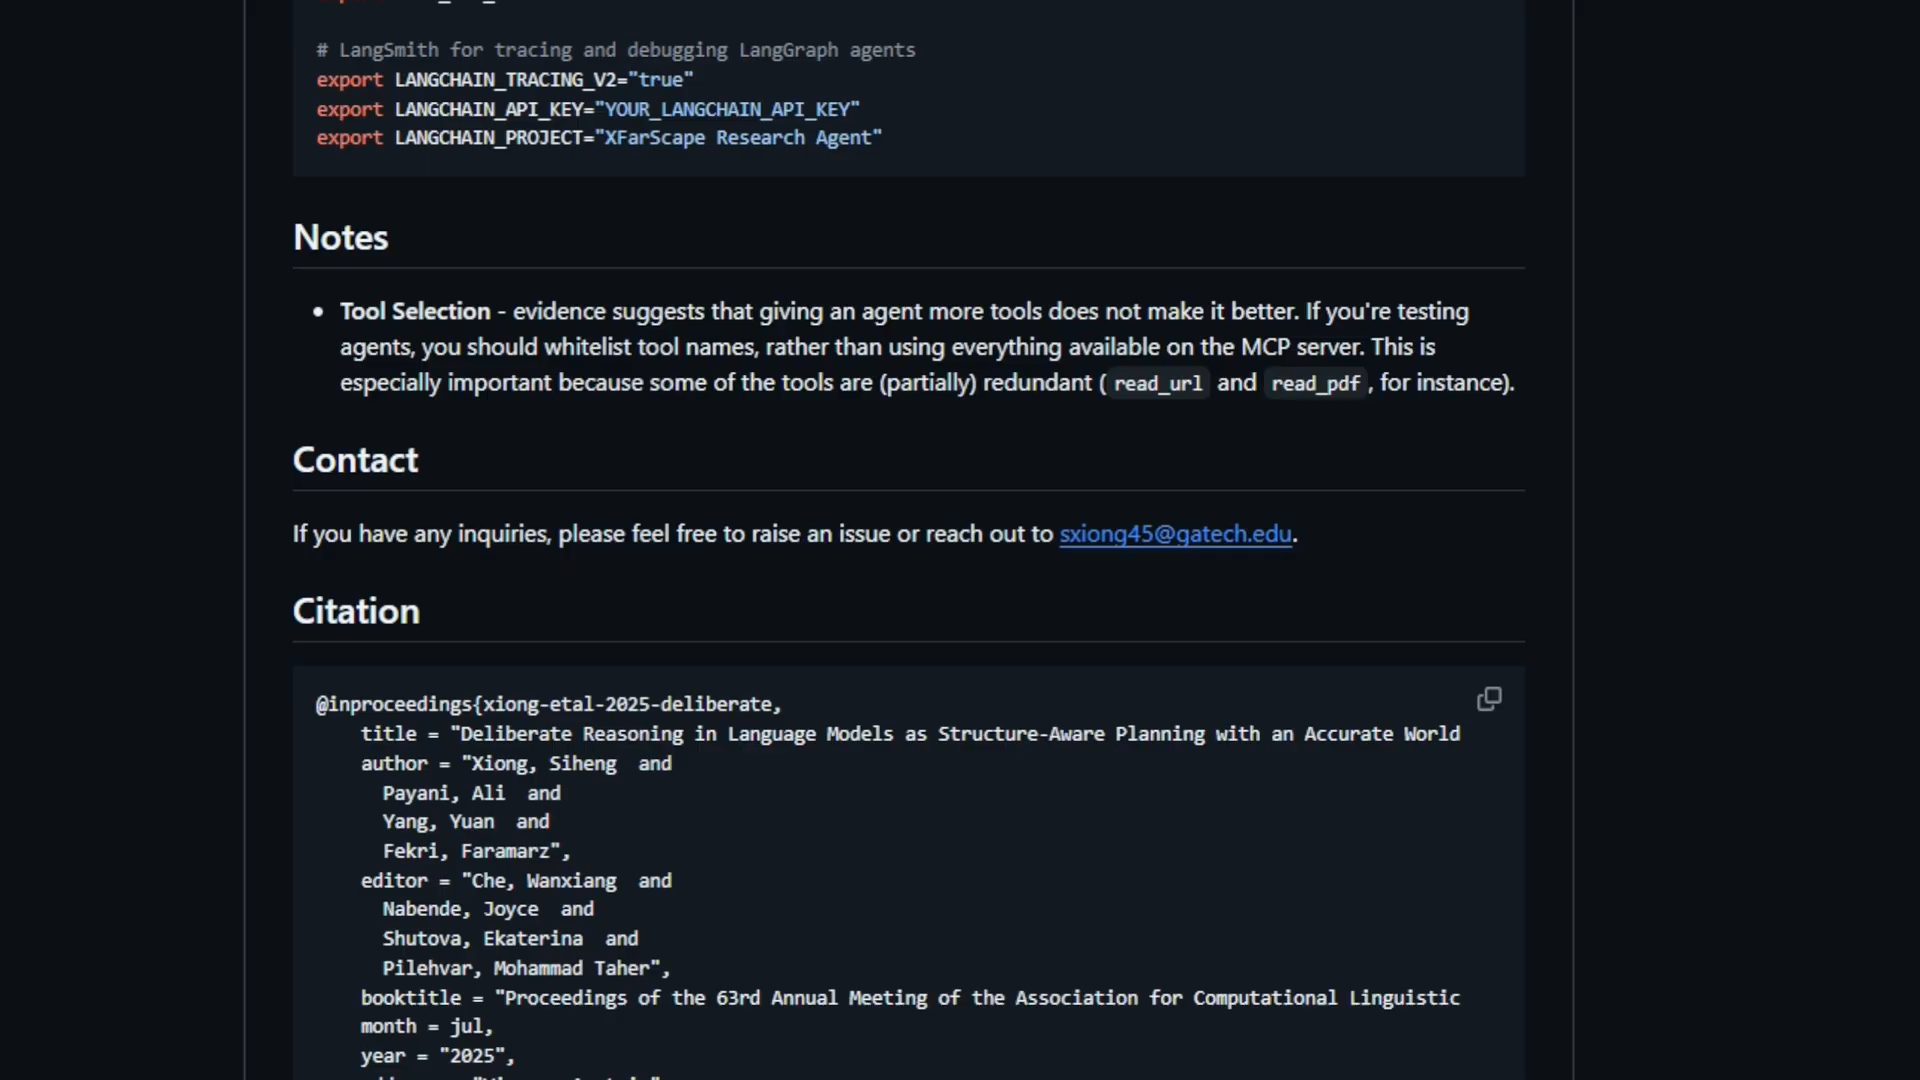 # LangSmith for tracing and debugging LangGraph agents
export LANGCHAIN_TRACING_V2="true"
export LANGCHAIN_API_KEY="YOUR_LANGCHAIN_API_KEY"
export LANGCHAIN_PROJECT="XFarScape Research Agent"
Notes
• Tool Selection - evidence suggests that giving an agent more tools does not make it better. If you're testing
agents, you should whitelist tool names, rather than using everything available on the MCP server. This is
especially important because some of the tools are (partially) redundant ( read_url and read_pdf , for instance).
Contact
If you have any inquiries, please feel free to raise an issue or reach out to sxiong45@gatech.edu.
Citation
@inproceedings{xiong-etal-2025-deliberate,
title = "Deliberate Reasoning in Language Models as Structure-Aware Planning with an Accurate World
author = "Xiong, Siheng  and
Payani, Ali  and
Yang, Yuan  and
Fekri, Faramarz",
editor = "Che, Wanxiang  and
Nabende, Joyce  and
Shutova, Ekaterina  and
Pilehvar, Mohammad Taher",
booktitle = "Proceedings of the 63rd Annual Meeting of the Association for Computational Linguistic
month = jul,
year = "2025",